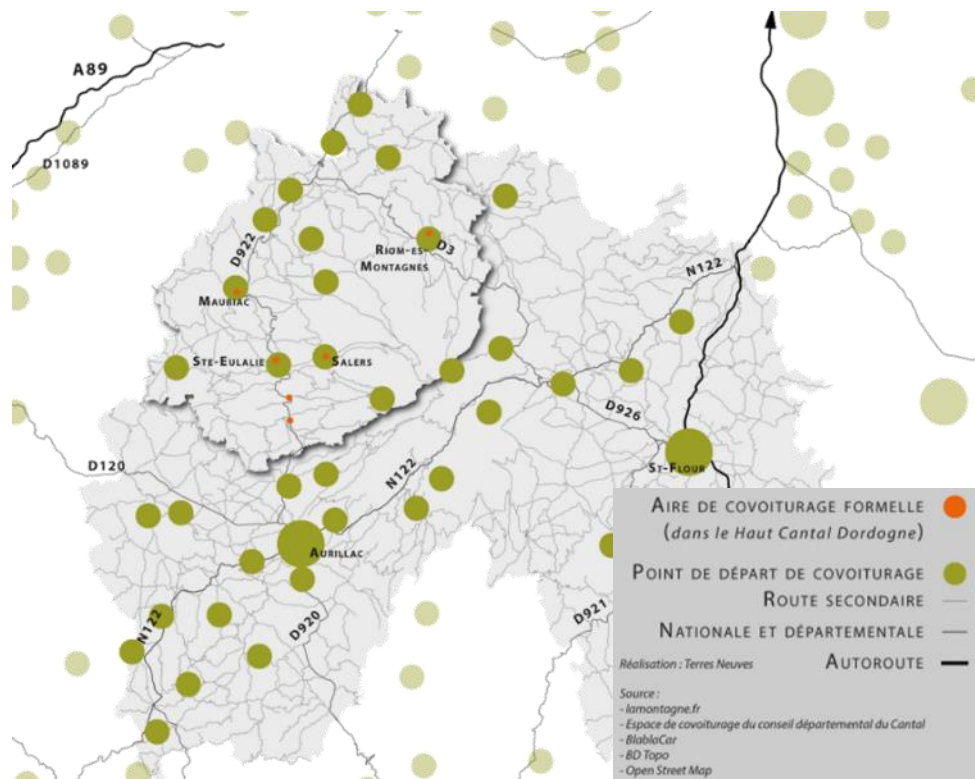 A89
D1089
D922
Riom-es-
Montagnes
D3
N122
Mauriac
Ste-Eulalie
Salers
D926
D120
N122
St-Flour
Aurillac
N122
D920
D921
Aire de covoiturage formelle
(dans le Haut Cantal Dordogne)
Point de départ de covoiturage
Route secondaire
Nationale et départementale
Réalisation : Terres Neuves
Autoroute
Source :
- lamontagne.fr
- Espace de covoiturage du conseil départemental du Cantal
- BlablaCar
- BD Topo
- Open Street Map